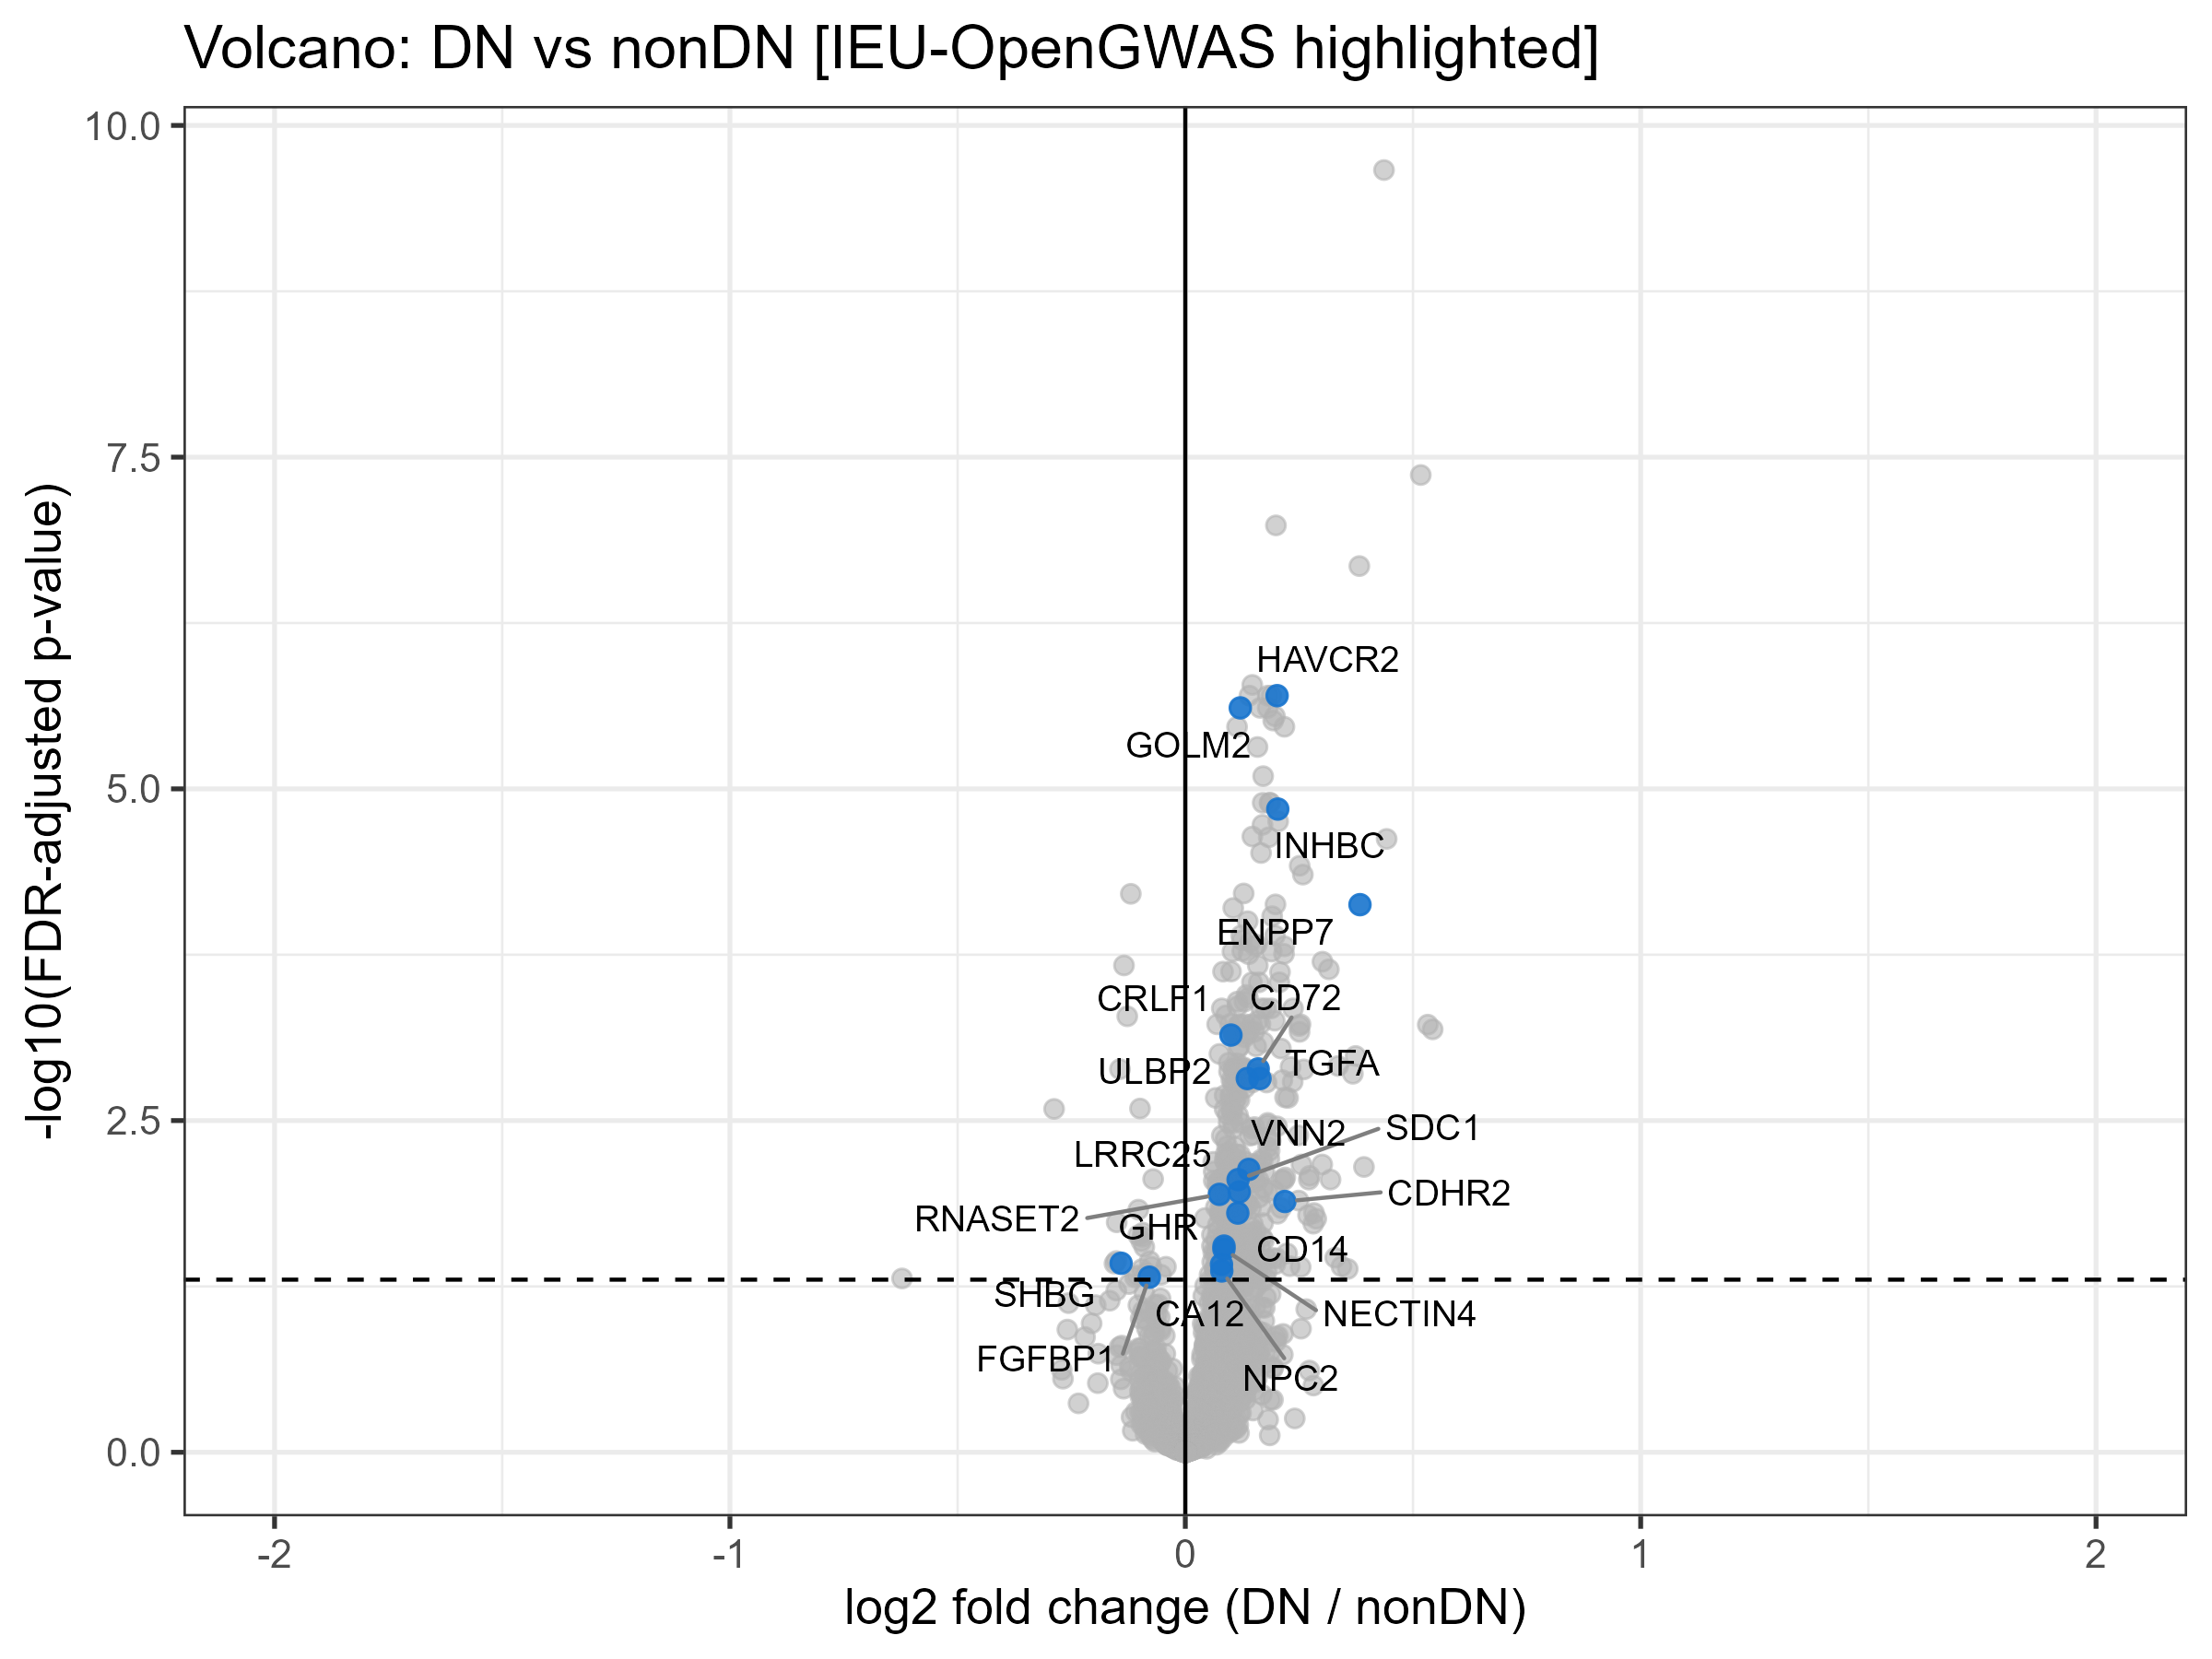 Volcano: DN vs nonDN [IEU-OpenGWAS highlighted]
10.0
7.5
5.0
2.5
0.0
-log10(FDR-adjusted p-value)
HAVCR2
GOLM2
INHBC
ENPP7
CRLF1
CD72
ULBP2
TGFA
SDC1
VNN2
LRRC25
CDHR2
RNASET2
GHR
CD14
SHBG
CA12
NECTIN4
FGFBP1
NPC2
-2
-1
0
1
2
log2 fold change (DN / nonDN)